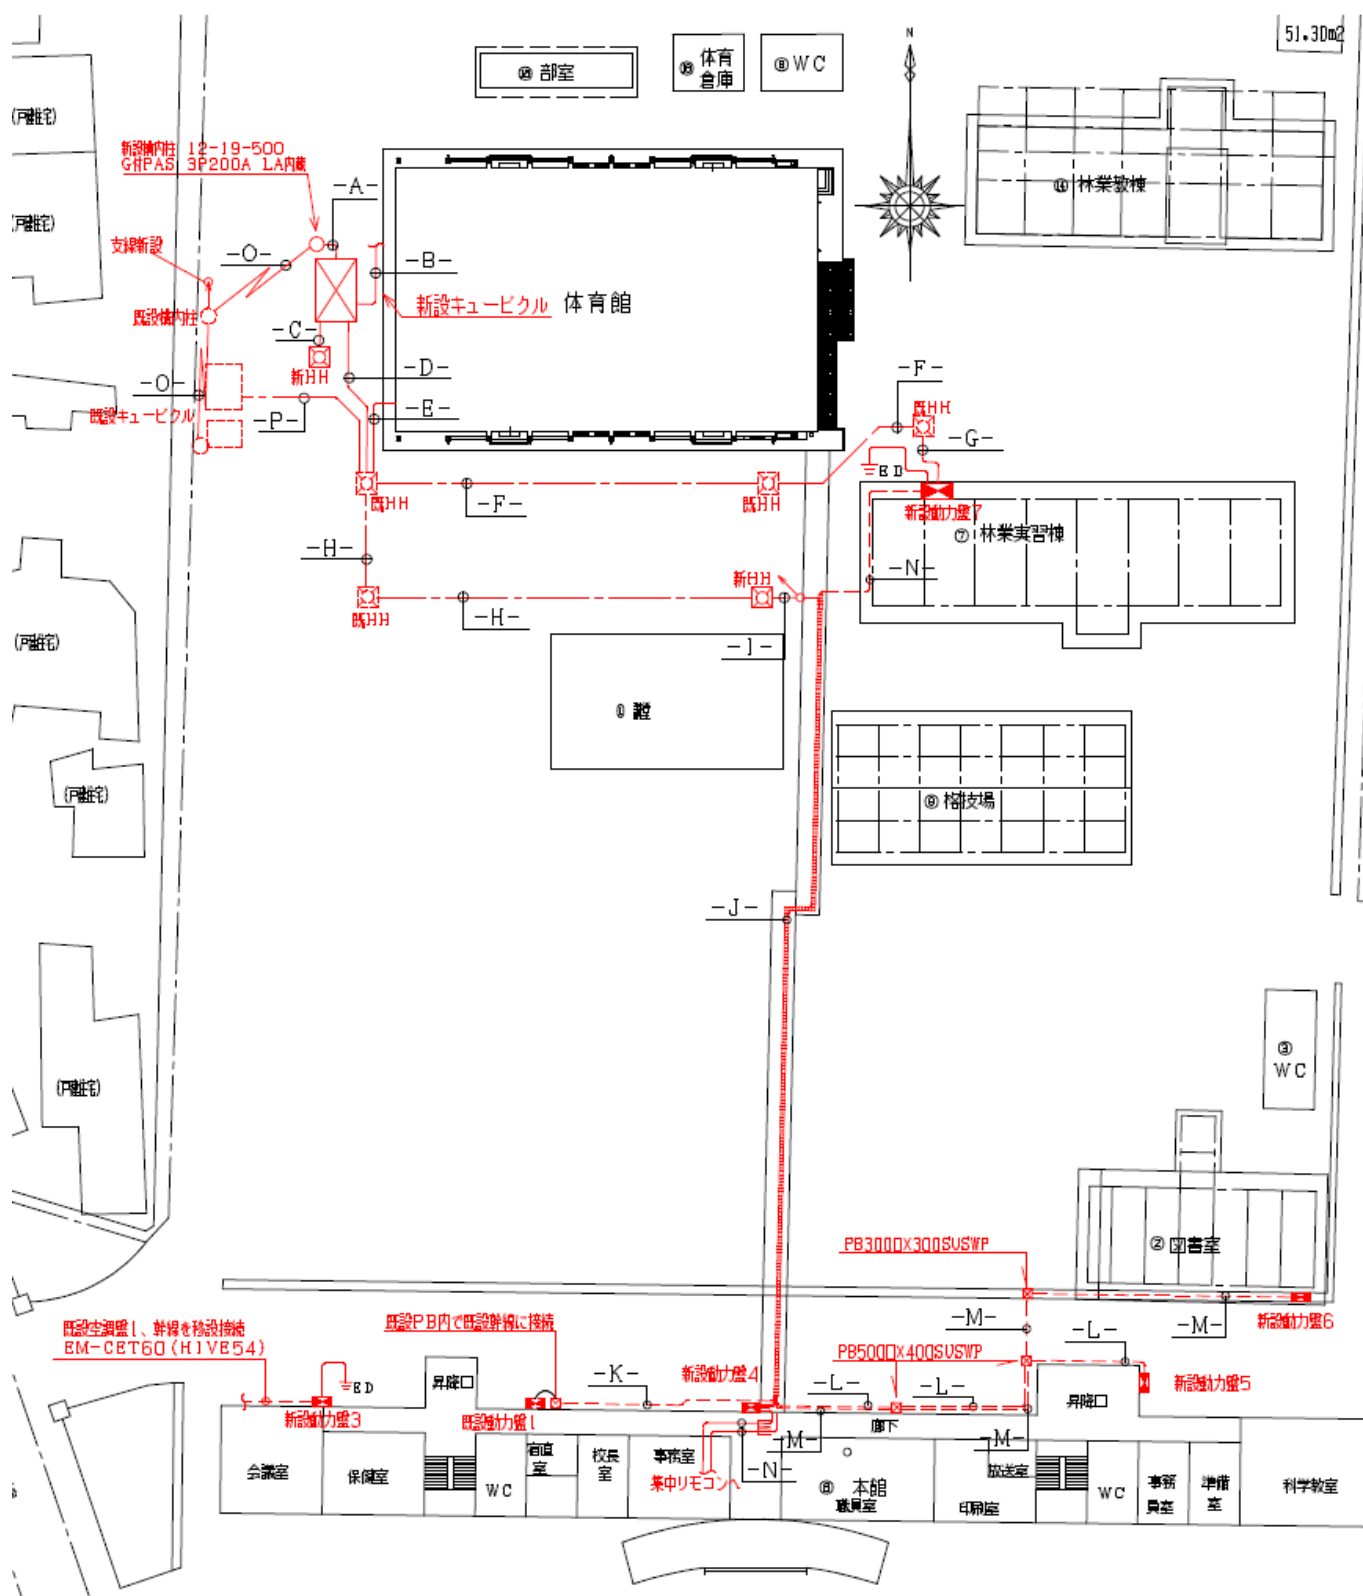 51.30m2
⑯ 体育
倉庫
⑧ WC
部室
(戸建住宅)
新設構内柱 12-19-500
G付PAS 3P200A LA内蔵
-A-
N
⑭ 林業教棟
(戸建住宅)
支線新設
-O-
-B-
新設キュービクル
体育館
既設構内柱
-C-
新HH
-D-
-O-
-P-
-E-
既設キュービクル
-F-
既HH
-G-
ED
既HH
-F-
既HH
新設動力盤7
⑦ 林業実習棟
-H-
新HH
-N-
既HH
-H-
-I-
(戸建住宅)
(戸建住宅)
⑨ 格技場
-J-
(戸建住宅)
③
WC
② 図書室
PB300□X300SUSWP
-M-
-M-
新設動力盤6
既設空調盤1、幹線を移設接続
EM-CET60(HIVE54)
既設PB内で既設幹線に接続
PB500□X400SUSWP
-L-
昇降口
-K-
新設動力盤4
-L-
-L-
昇降口
新設動力盤5
ED
新設動力盤3
既設動力盤1
-M-
廊下
-M-
-N-
集中リモコンへ
会議室
保健室
WC
宿直
室
校長
室
事務室
⑥ 本館
職員室
放送室
印刷室
WC
事務
員室
準備
室
科学教室